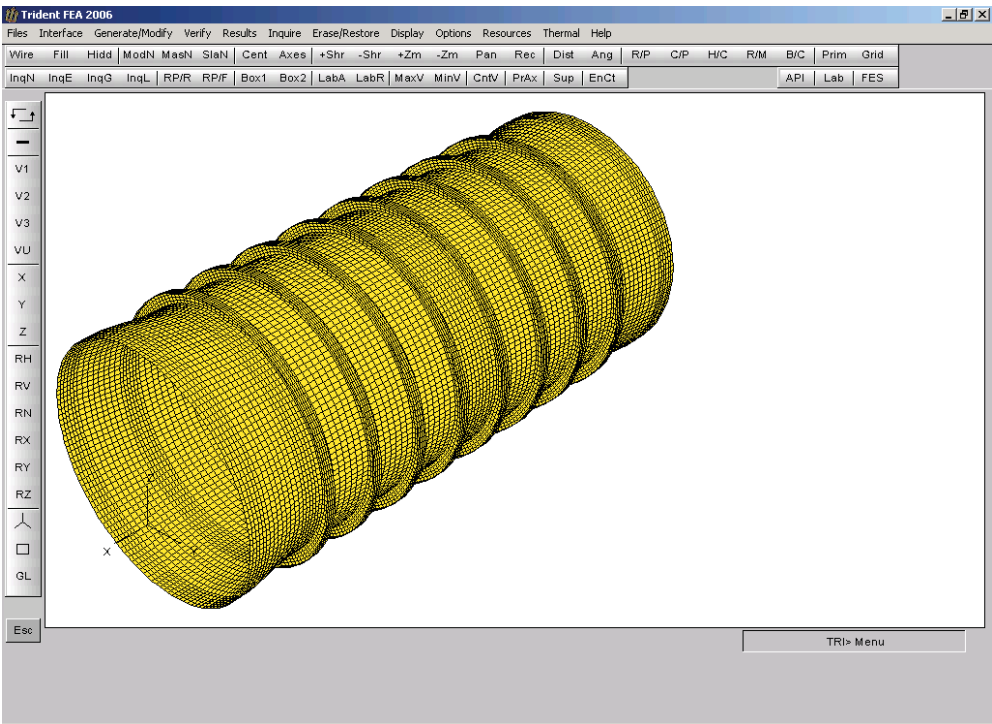 Trident FEA 2006
Files Interface Generate/Modify Verify Results Inquire Erase/Restore Display Options Resources Thermal Help
Wire Fill Hidd ModN MasN SlaN Cent Axes +Shr -Shr +Zm -Zm Pan Rec Dist Ang R/P C/P H/C R/M B/C Prim Grid
InqN InqE InqG InqL RP/R RP/F Box1 Box2 LabA LabR MaxV MinV CntV PrAx Sup EnCt API Lab FES
V1
V2
V3
VU
X
Y
Z
RH
RV
RN
RX
RY
RZ
GL
Z
X
Y
Esc
TRI> Menu